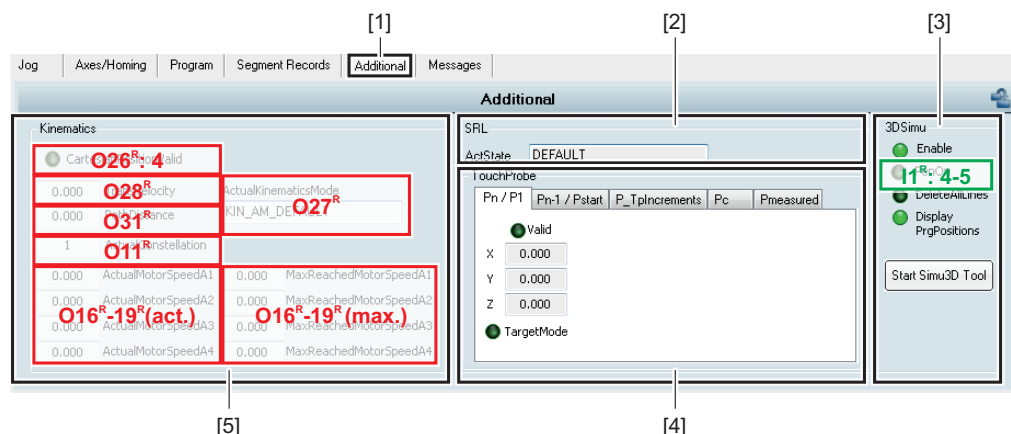 [1] [2] [3]
Jog Axes/Homing Program Segment Records Additional Messages
Additional
Kinematics
O26R: 4
0.000
O28R
ActualKinematicsMode
0.000
O31R
KIN_AM_DEFAULT
O27R
1 ActualConstellation
O11R
0.000 ActualMotorSpeedA1 0.000 MaxReachedMotorSpeedA1
0.000 ActualMotorSpeedA2 0.000 MaxReachedMotorSpeedA2
O16R-19R(act.) O16R-19R(max.)
0.000 ActualMotorSpeedA3 0.000 MaxReachedMotorSpeedA3
0.000 ActualMotorSpeedA4 0.000 MaxReachedMotorSpeedA4
SRL
ActState DEFAULT
TouchProbe
Pn / P1 Pn-1 / Pstart P_TpIncrements Pc Pmeasured
Valid
X 0.000
Y 0.000
Z 0.000
TargetMode
3DSimu
Enable
I1R: 4-5
DeleteAllLines
Display
PrgPositions
Start Simu3D Tool
[5] [4]